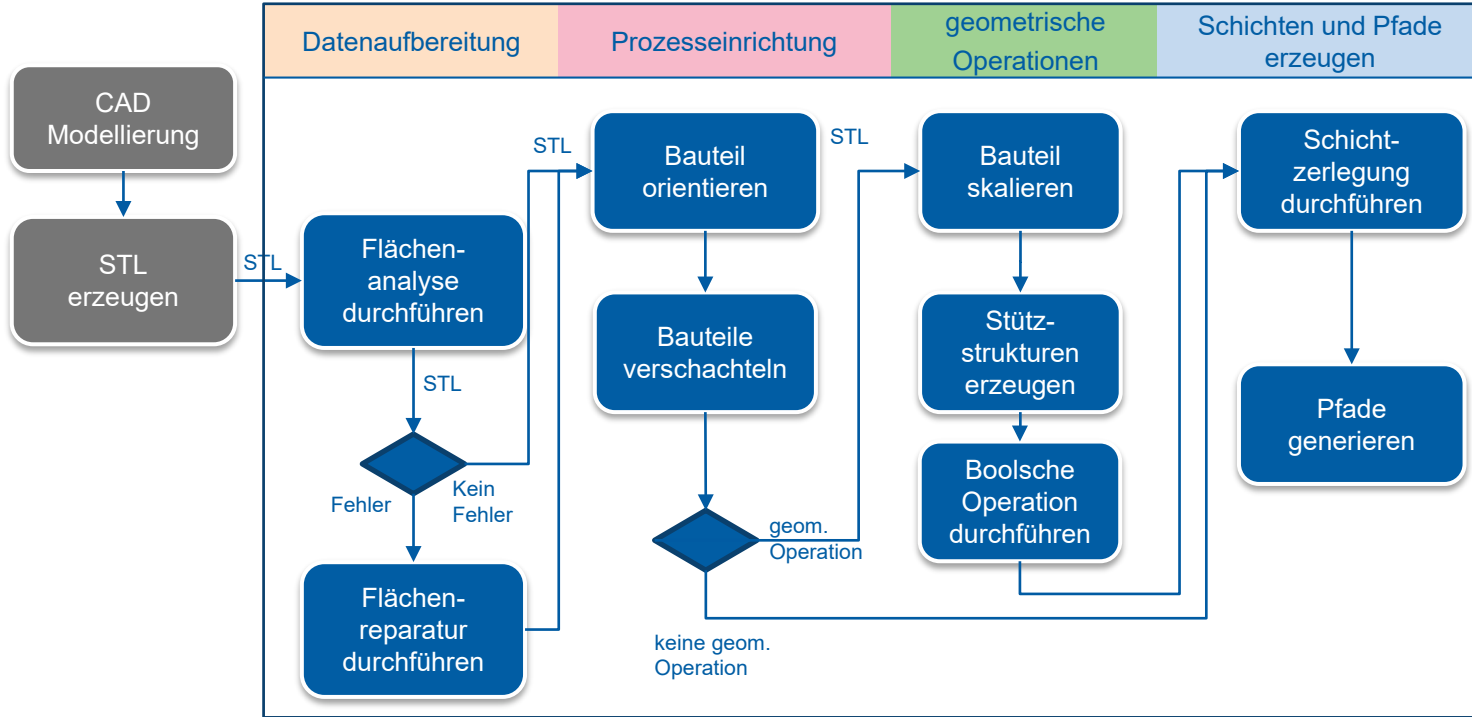 Datenaufbereitung
Prozesseinrichtung
geometrische
Operationen
Schichten und Pfade
erzeugen
CAD
Modellierung
STL
erzeugen
STL
Flächen-
analyse
durchführen
STL
Fehler
Kein
Fehler
Flächen-
reparatur
durchführen
STL
Bauteil
orientieren
Bauteile
verschachteln
geom.
Operation
keine geom.
Operation
STL
Bauteil
skalieren
Stütz-
strukturen
erzeugen
Boolsche
Operation
durchführen
Schicht-
zerlegung
durchführen
Pfade
generieren